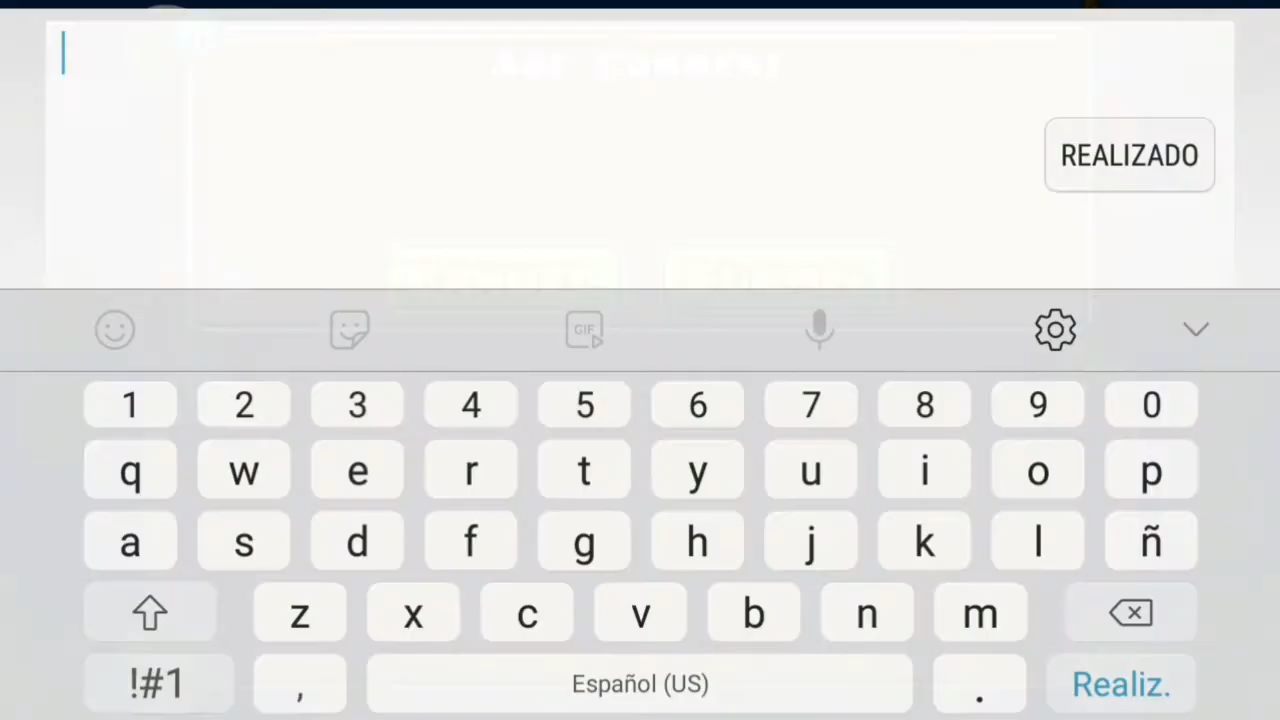 REALIZADO
GIF
1 2 3 4 5 6 7 8 9 0
q w e r t y u i o p
a s d f g h j k l ñ
z x c v b n m
!#1 , Español (US) . Realiz.